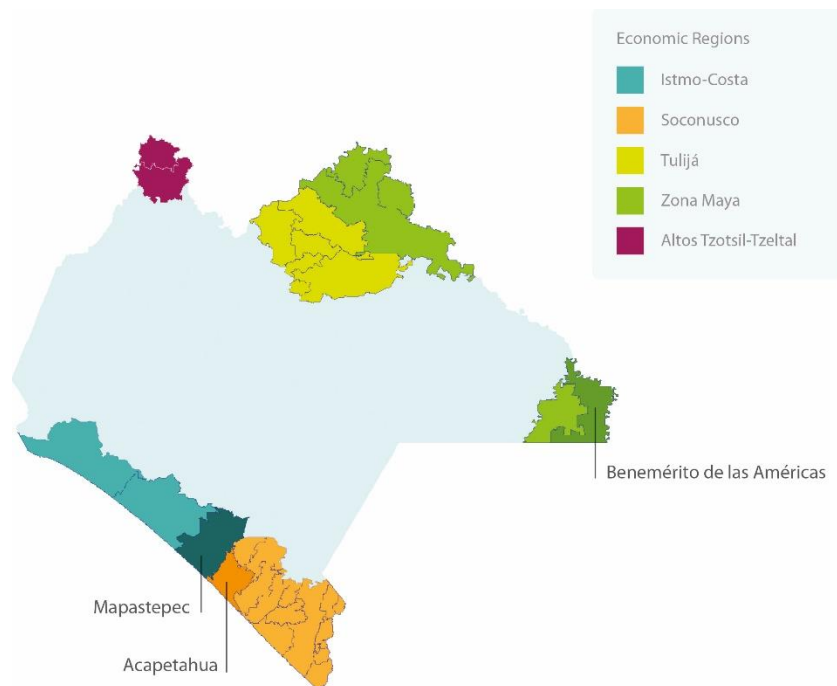 Economic Regions
Istmo-Costa
Soconusco
Tulijá
Zona Maya
Altos Tzotsil-Tzeltal
Benemérito de las Américas
Mapastepec
Acapetahua